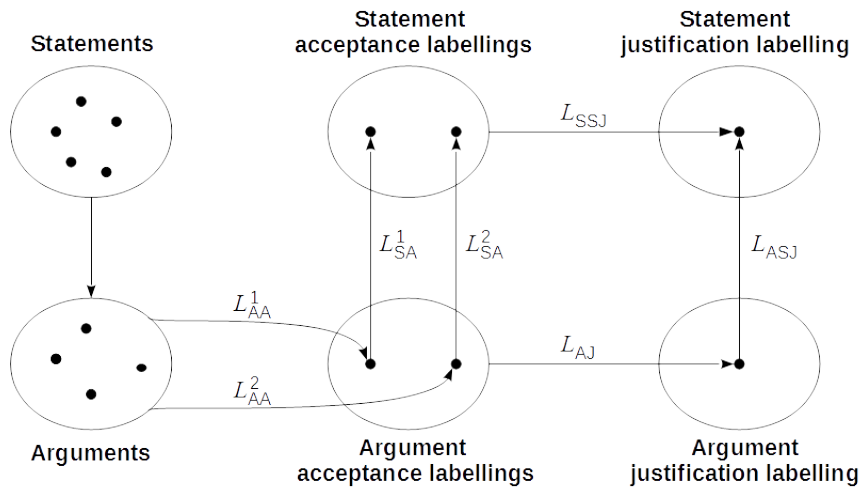 Statements
Statement
acceptance labellings
Statement
justification labelling
L_SSJ
L^1_SA
L^2_SA
L_ASJ
L^1_AA
L_AJ
L^2_AA
Arguments
Argument
acceptance labellings
Argument
justification labelling